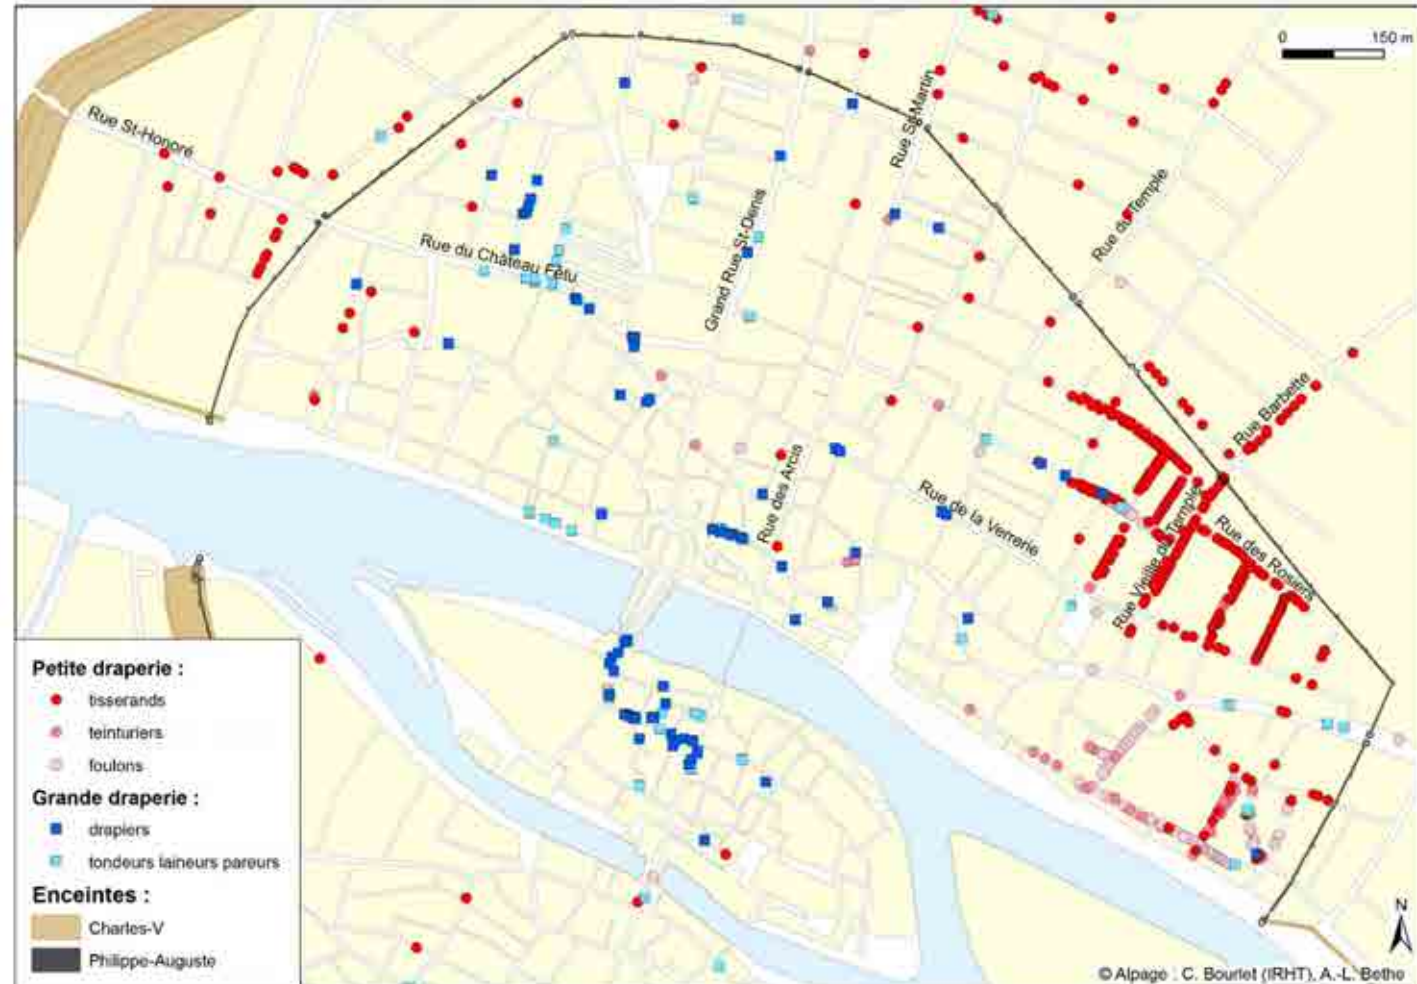 0 150 m
Rue St-Honoré
Rue St-Martin
Rue du Temple
Grand Rue St-Denis
Rue du Château Fêtu
Rue Barbette
Rue des Arcis
Rue de la Verrerie
Rue Vieille du Temple
Rue des Rosiers
Petite draperie :
tisserands
teinturiers
foulons
Grande draperie :
drapiers
tondeurs laineurs pareurs
Enceintes :
Charles-V
Philippe-Auguste
N
© Alpage : C. Bourlet (IRHT), A.-L. Bethe